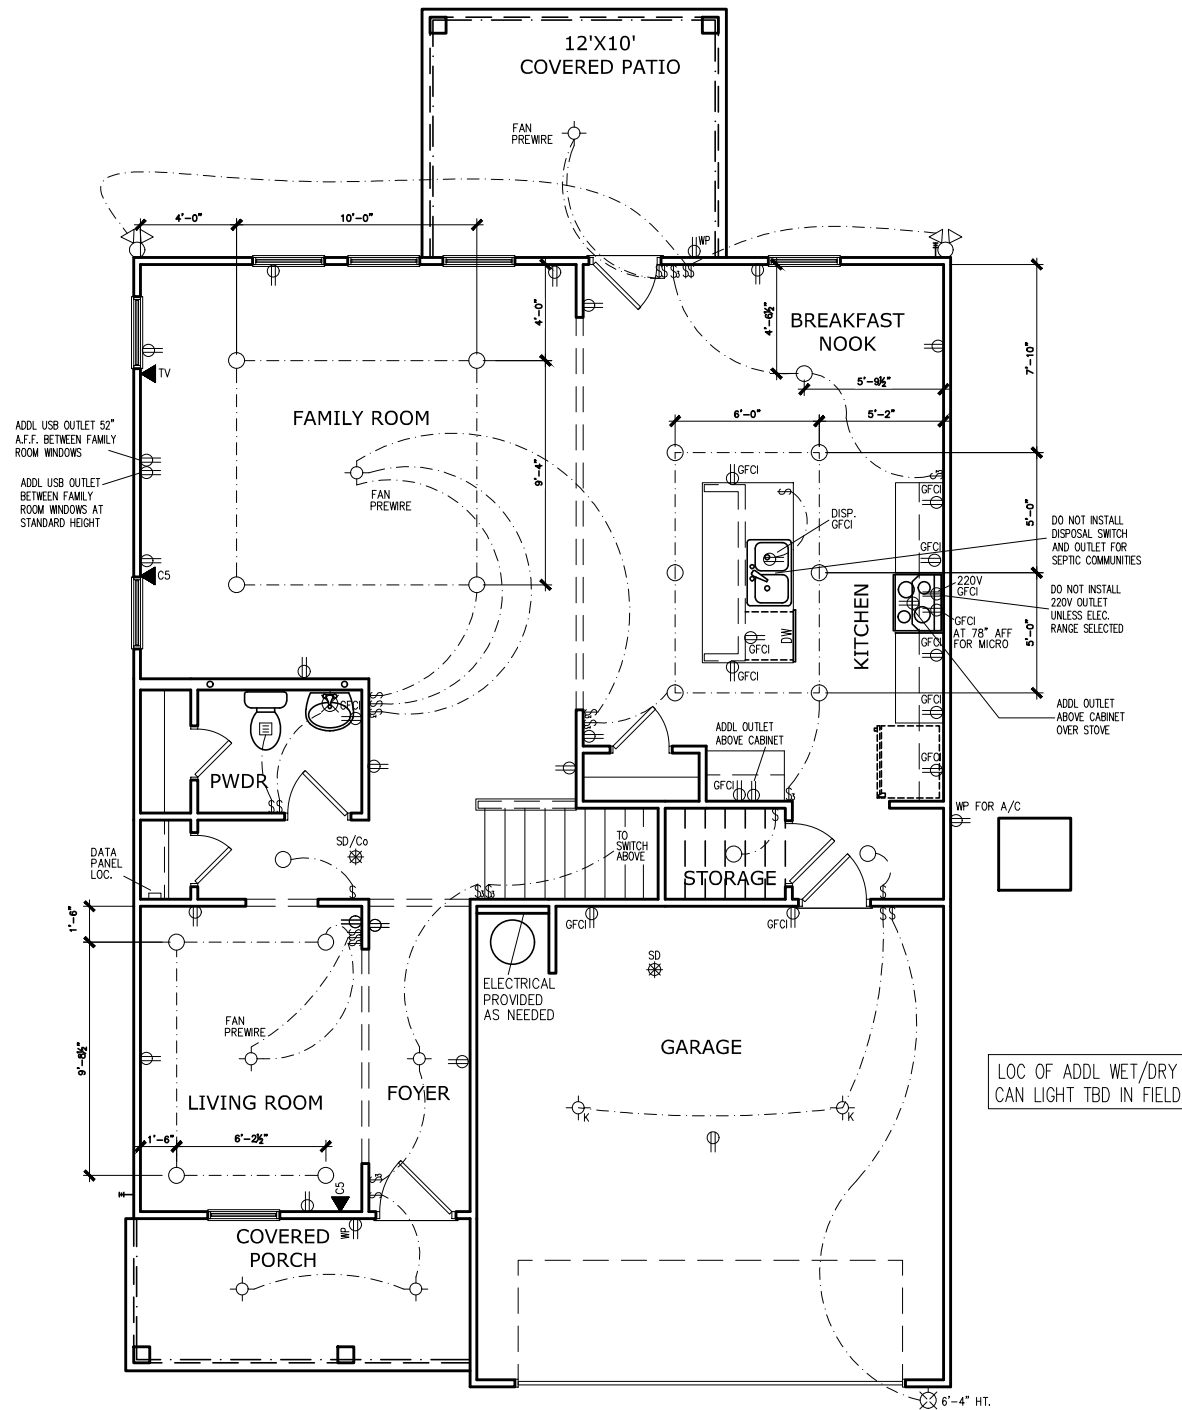 12'X10'
COVERED PATIO
FAN
PREWIRE
4'-0"
10'-0"
WP
4'-0"
4'-6½"
BREAKFAST
NOOK
7'-10"
TV
5'-9½"
6'-0"
5'-2"
FAMILY ROOM
ADDL USB OUTLET 52"
A.F.F. BETWEEN FAMILY
ROOM WINDOWS
ADDL USB OUTLET
BETWEEN FAMILY
ROOM WINDOWS AT
STANDARD HEIGHT
FAN
PREWIRE
9'-4"
GFCI
GFCI
DISP.
GFCI
5'-0"
DO NOT INSTALL
DISPOSAL SWITCH
AND OUTLET FOR
SEPTIC COMMUNITIES
GFCI
C5
220V
GFCI
DO NOT INSTALL
220V OUTLET
UNLESS ELEC.
RANGE SELECTED
KITCHEN
GFCI
AT 78" AFF
FOR MICRO
5'-0"
DW
GFCI
GFCI
GFCI
$
$
$
GFCI
GFCI
ADDL OUTLET
ABOVE CABINET
OVER STOVE
ADDL OUTLET
ABOVE CABINET
GFCI
PWDR
GFCI
$$
WP FOR A/C
DATA
PANEL
LOC.
SD/Co
TO
SWITCH
ABOVE
STORAGE
$
1'-6"
GFCI
GFCI
SD
ELECTRICAL
PROVIDED
AS NEEDED
FAN
PREWIRE
9'-8½"
GARAGE
LOC OF ADDL WET/DRY
CAN LIGHT TBD IN FIELD
LIVING ROOM
FOYER
K
K
1'-6"
6'-2½"
C5
WP
COVERED
PORCH
6'-4" HT.